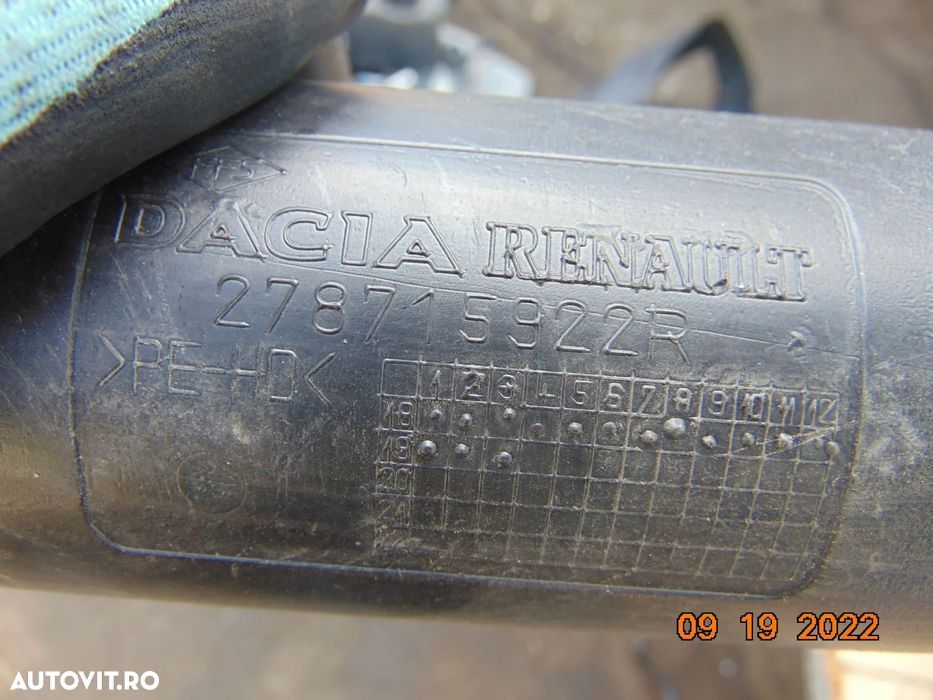 DACIA RENAULT
278715922R
>PE-HD<
1 2 3 4 5 6 7 8 9 10 11 12
18
19
20
21
09 19 2022
AUTOVIT.RO